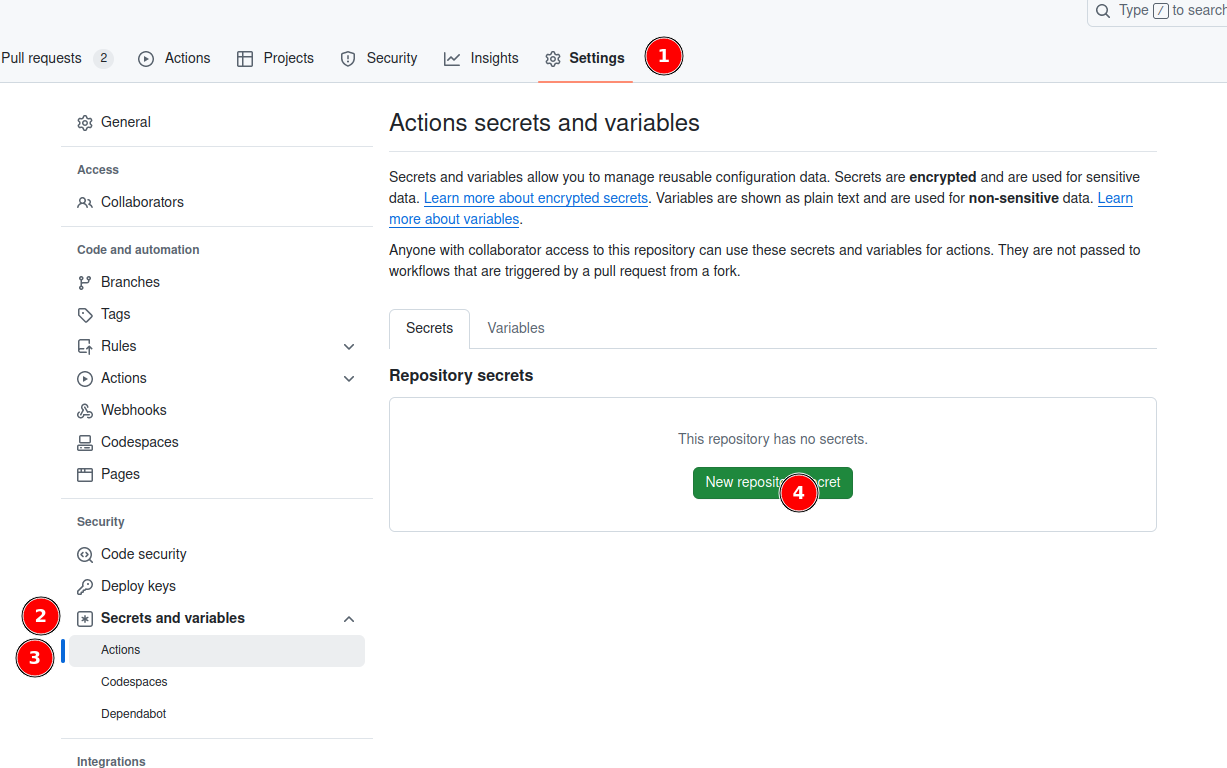 Type / to search
Pull requests 2 Actions Projects Security Insights Settings 1
General
Access
Collaborators
Code and automation
Branches
Tags
Rules
Actions
Webhooks
Codespaces
Pages
Security
Code security
Deploy keys
2 Secrets and variables
3 Actions
Codespaces
Dependabot
Integrations
Actions secrets and variables
Secrets and variables allow you to manage reusable configuration data. Secrets are encrypted and are used for sensitive
data. Learn more about encrypted secrets. Variables are shown as plain text and are used for non-sensitive data. Learn
more about variables.
Anyone with collaborator access to this repository can use these secrets and variables for actions. They are not passed to
workflows that are triggered by a pull request from a fork.
Secrets Variables
Repository secrets
This repository has no secrets.
New reposit 4 cret